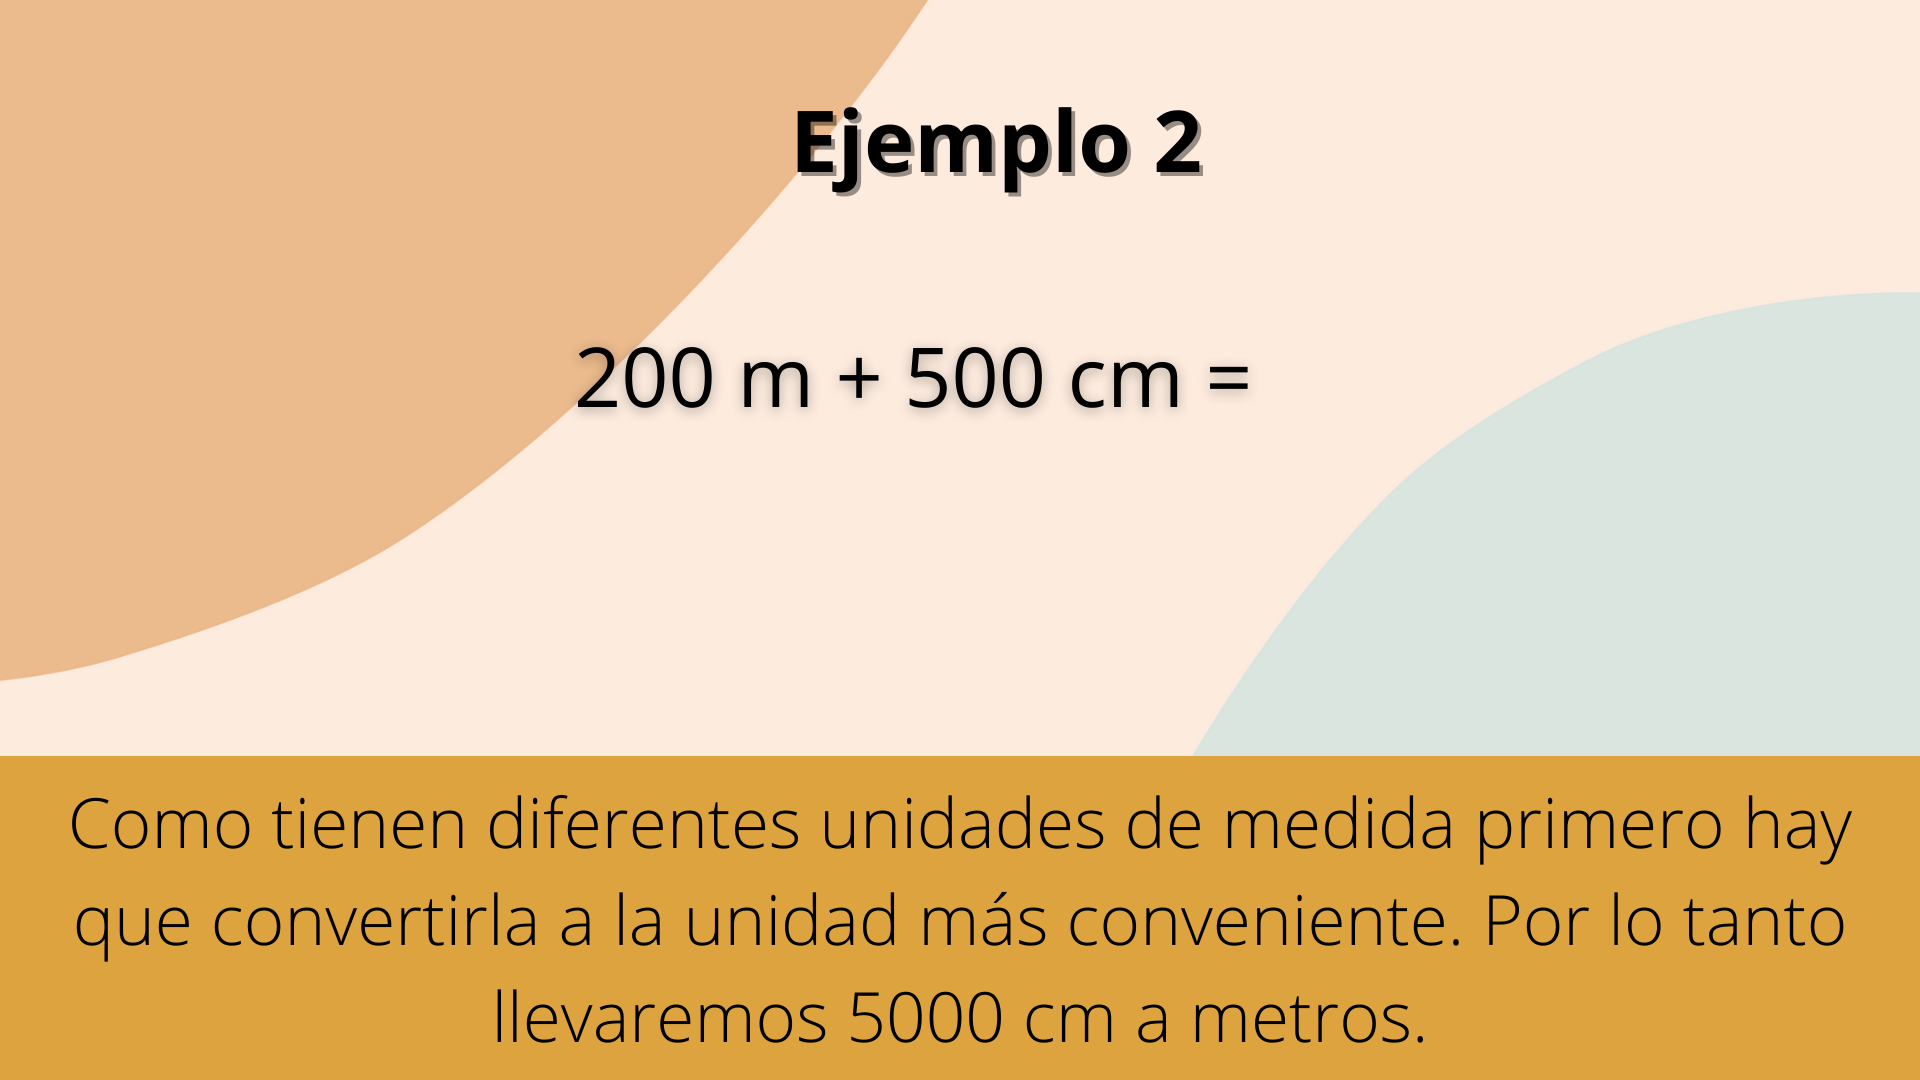 Ejemplo 2
200 m + 500 cm =
Como tienen diferentes unidades de medida primero hay
que convertirla a la unidad más conveniente. Por lo tanto
llevaremos 5000 cm a metros.